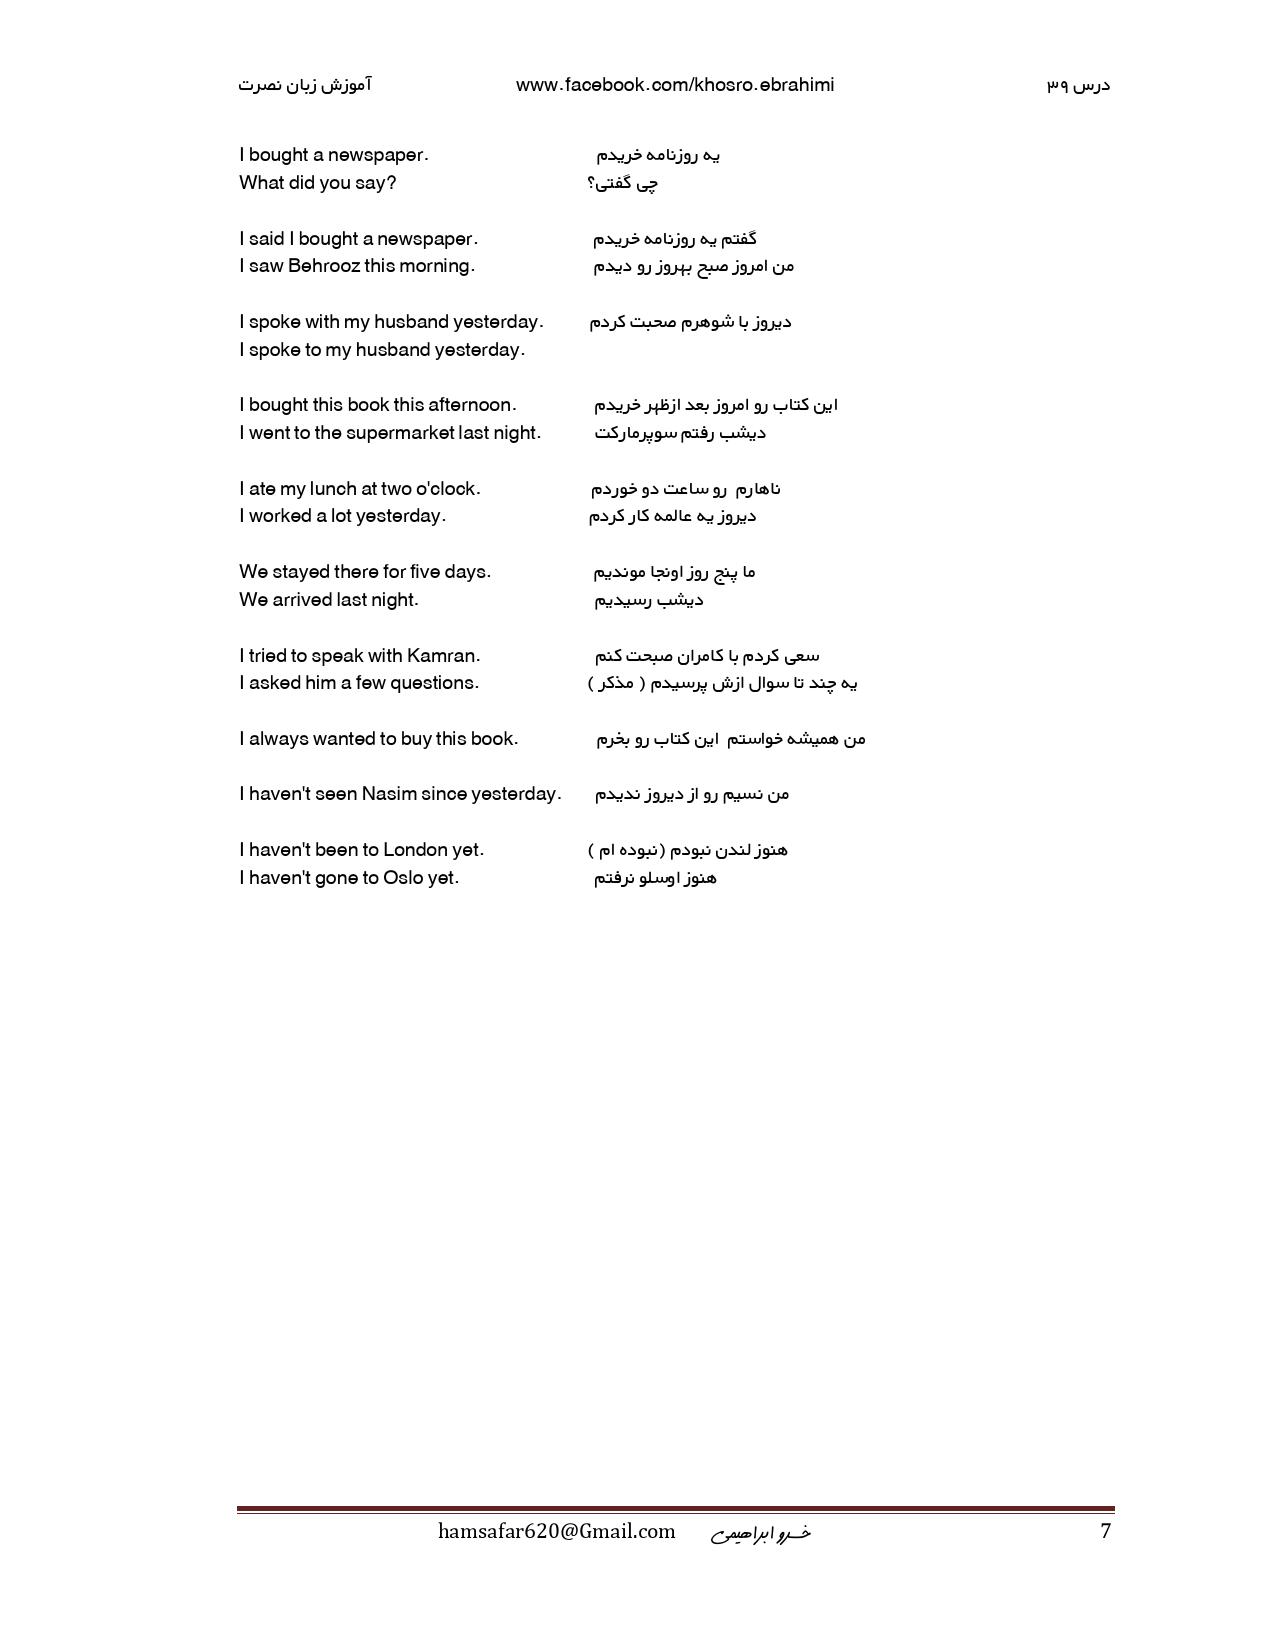 آموزش زبان نصرت www.facebook.com/khosro.ebrahimi درس ۳۹
I bought a newspaper. یه روزنامه خریدم
What did you say? چی گفتی؟
I said I bought a newspaper. گفتم یه روزنامه خریدم
I saw Behrooz this morning. من امروز صبح بهروز رو دیدم
I spoke with my husband yesterday. دیروز با شوهرم صحبت کردم
I spoke to my husband yesterday.
I bought this book this afternoon. این کتاب رو امروز بعد ازظهر خریدم
I went to the supermarket last night. دیشب رفتم سوپرمارکت
I ate my lunch at two o'clock. ناهارم رو ساعت دو خوردم
I worked a lot yesterday. دیروز یه عالمه کار کردم
We stayed there for five days. ما پنج روز اونجا موندیم
We arrived last night. دیشب رسیدیم
I tried to speak with Kamran. سعی کردم با کامران صبحت کنم
I asked him a few questions. یه چند تا سوال ازش پرسیدم ( مذکر )
I always wanted to buy this book. من همیشه خواستم این کتاب رو بخرم
I haven't seen Nasim since yesterday. من نسیم رو از دیروز ندیدم
I haven't been to London yet. هنوز لندن نبودم (نبوده ام )
I haven't gone to Oslo yet. هنوز اوسلو نرفتم
hamsafar620@Gmail.com خسرو ابراهیمی 7